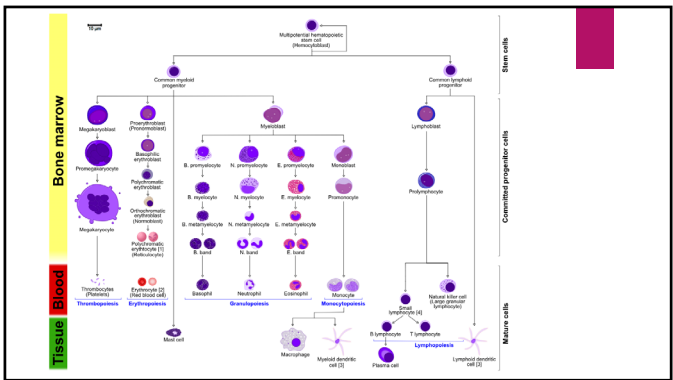 10 µm
Multipotential hematopoietic
stem cell
(Hemocytoblast)
Common myeloid
progenitor
Common lymphoid
progenitor
Megakaryoblast
Proerythroblast
(Pronormoblast)
Myeloblast
Lymphoblast
Promegakaryocyte
Basophilic
erythroblast
B. promyelocyte
N. promyelocyte
E. promyelocyte
Monoblast
Polychromatic
erythroblast
B. myelocyte
N. myelocyte
E. myelocyte
Promonocyte
Prolymphocyte
Megakaryocyte
Orthochromatic
erythroblast
(Normoblast)
B. metamyelocyte
N. metamyelocyte
E. metamyelocyte
Polychromatic
erythrocyte [1]
(Reticulocyte)
B. band
N. band
E. band
Thrombocytes
(Platelets)
Erythrocyte [2]
(Red blood cell)
Basophil
Neutrophil
Eosinophil
Monocyte
Small
lymphocyte [4]
Natural killer cell
(Large granular
lymphocyte)
Thrombopoiesis
Erythropoiesis
Granulopoiesis
Monocytopoiesis
Mast cell
Macrophage
Myeloid dendritic
cell [3]
B lymphocyte
T lymphocyte
Lymphopoiesis
Plasma cell
Lymphoid dendritic
cell [3]
Bone marrow
Blood
Tissue
Stem cells
Committed progenitor cells
Mature cells